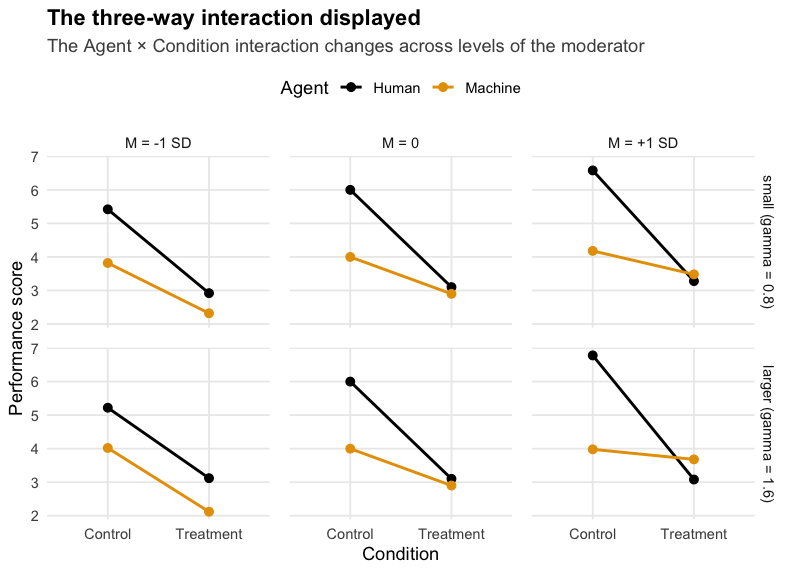 The three-way interaction displayed
The Agent × Condition interaction changes across levels of the moderator
Agent Human Machine
M = -1 SD M = 0 M = +1 SD
7
6
5
4
3
2
small (gamma = 0.8)
7
6
5
4
3
2
larger (gamma = 1.6)
Performance score
Control Treatment Control Treatment Control Treatment
Condition